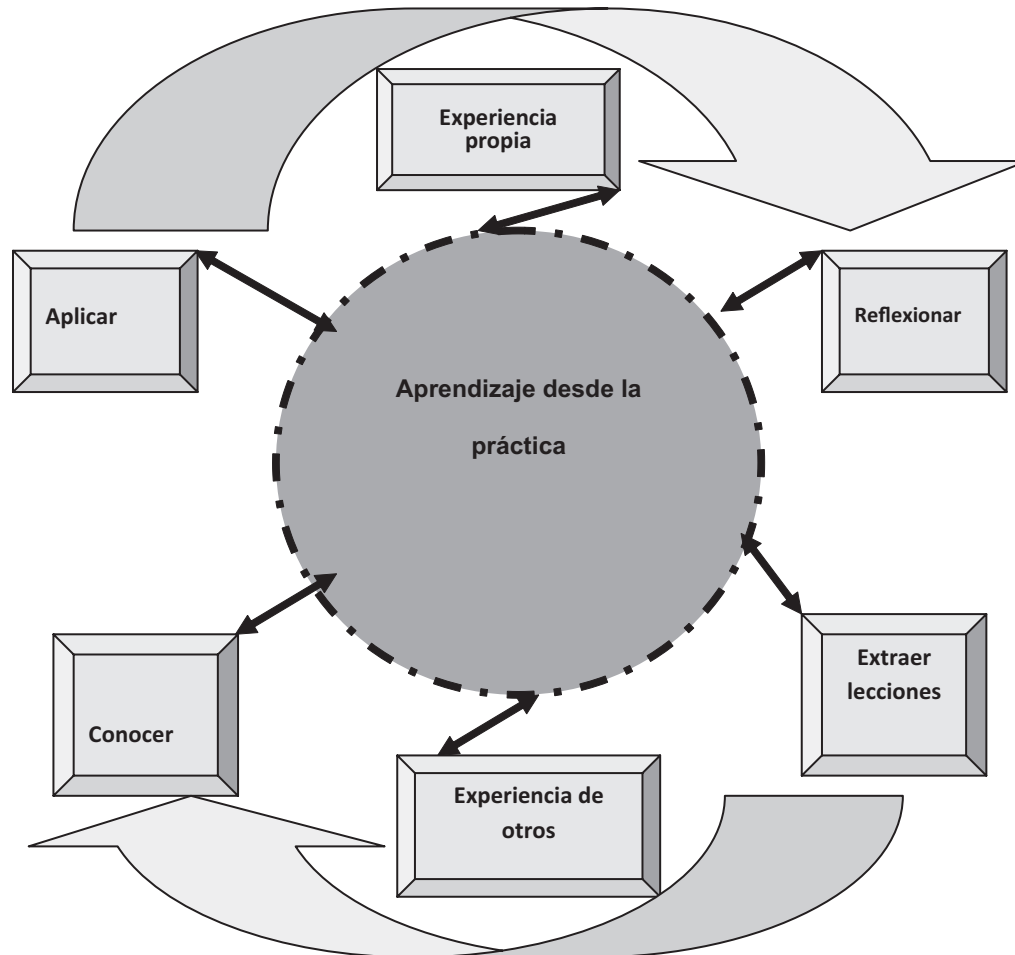 Experiencia
propia
Aplicar
Reflexionar
Aprendizaje desde la
práctica
Extraer
lecciones
Conocer
Experiencia de
otros